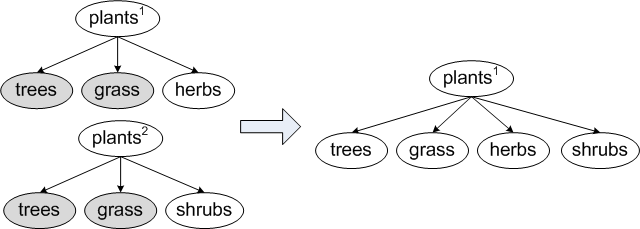 plants¹
trees grass herbs
plants²
trees grass shrubs
plants¹
trees grass herbs shrubs